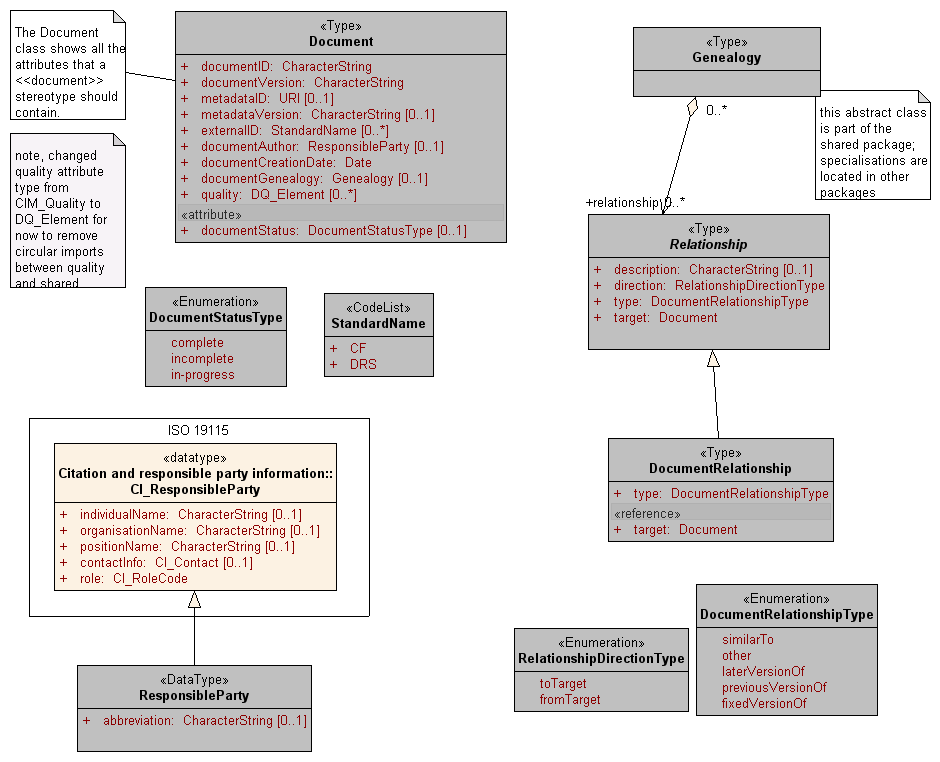 The Document
class shows all the
attributes that a
<<document>>
stereotype should
contain.
note, changed
quality attribute
type from
CIM_Quality to
DQ_Element for
now to remove
circular imports
between quality
and shared
«Type»
Document
+ documentID: CharacterString
+ documentVersion: CharacterString
+ metadataID: URI [0..1]
+ metadataVersion: CharacterString [0..1]
+ externalID: StandardName [0..*]
+ documentAuthor: ResponsibleParty [0..1]
+ documentCreationDate: Date
+ documentGenealogy: Genealogy [0..1]
+ quality: DQ_Element [0..*]
«attribute»
+ documentStatus: DocumentStatusType [0..1]
«Type»
Genealogy
0..*
this abstract class
is part of the
shared package;
specialisations are
located in other
packages
+relationship 0..*
«Type»
Relationship
+ description: CharacterString [0..1]
+ direction: RelationshipDirectionType
+ type: DocumentRelationshipType
+ target: Document
«Enumeration»
DocumentStatusType
complete
incomplete
in-progress
«CodeList»
StandardName
+ CF
+ DRS
ISO 19115
«datatype»
Citation and responsible party information::
CI_ResponsibleParty
+ individualName: CharacterString [0..1]
+ organisationName: CharacterString [0..1]
+ positionName: CharacterString [0..1]
+ contactInfo: CI_Contact [0..1]
+ role: CI_RoleCode
«Type»
DocumentRelationship
+ type: DocumentRelationshipType
«reference»
+ target: Document
«DataType»
ResponsibleParty
+ abbreviation: CharacterString [0..1]
«Enumeration»
RelationshipDirectionType
toTarget
fromTarget
«Enumeration»
DocumentRelationshipType
similarTo
other
laterVersionOf
previousVersionOf
fixedVersionOf